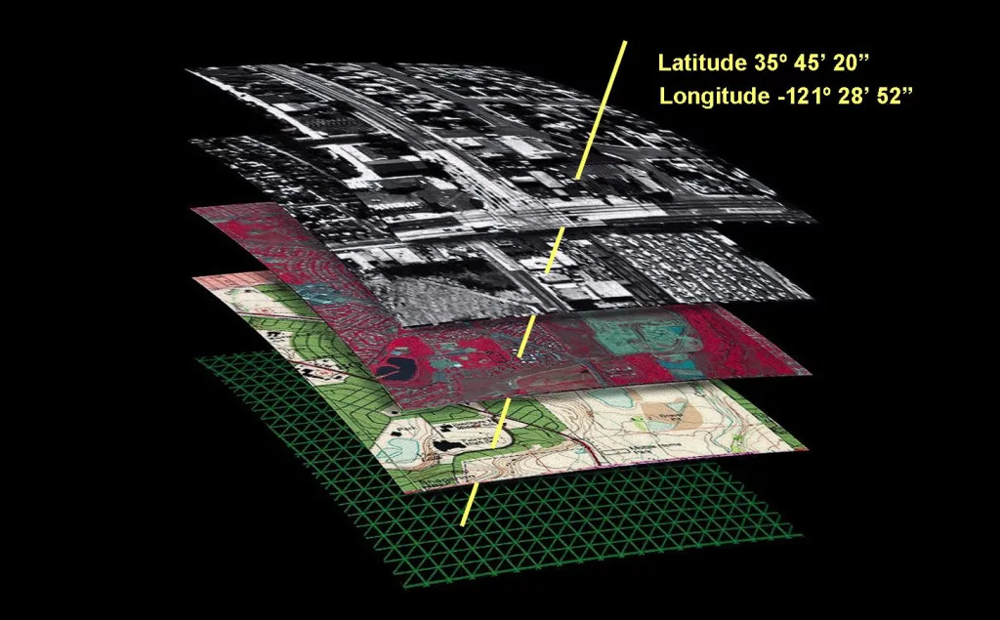 Latitude 35º 45’ 20”
Longitude -121º 28’ 52”